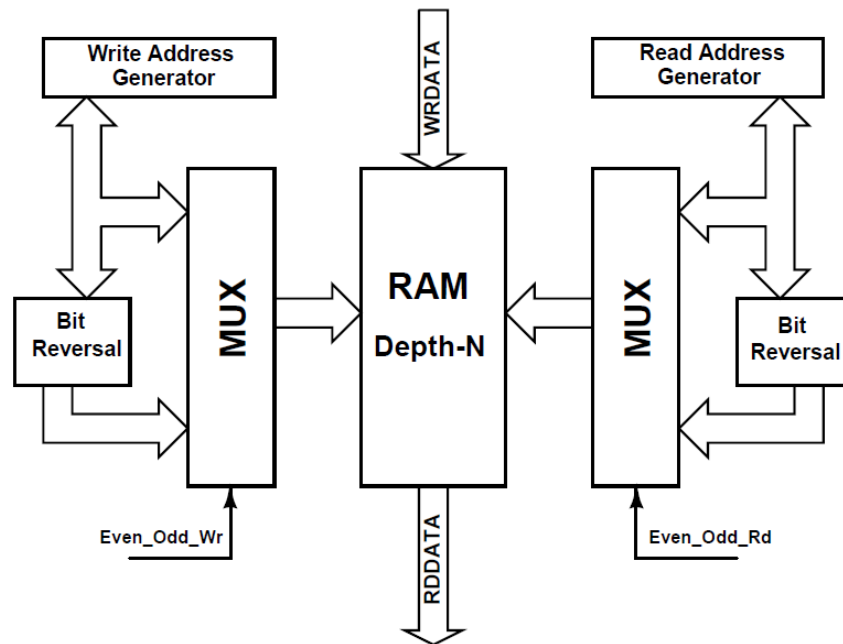 Write Address
Generator
Read Address
Generator
WRDATA
MUX
RAM
Depth-N
MUX
Bit
Reversal
Bit
Reversal
Even_Odd_Wr
Even_Odd_Rd
RDDATA